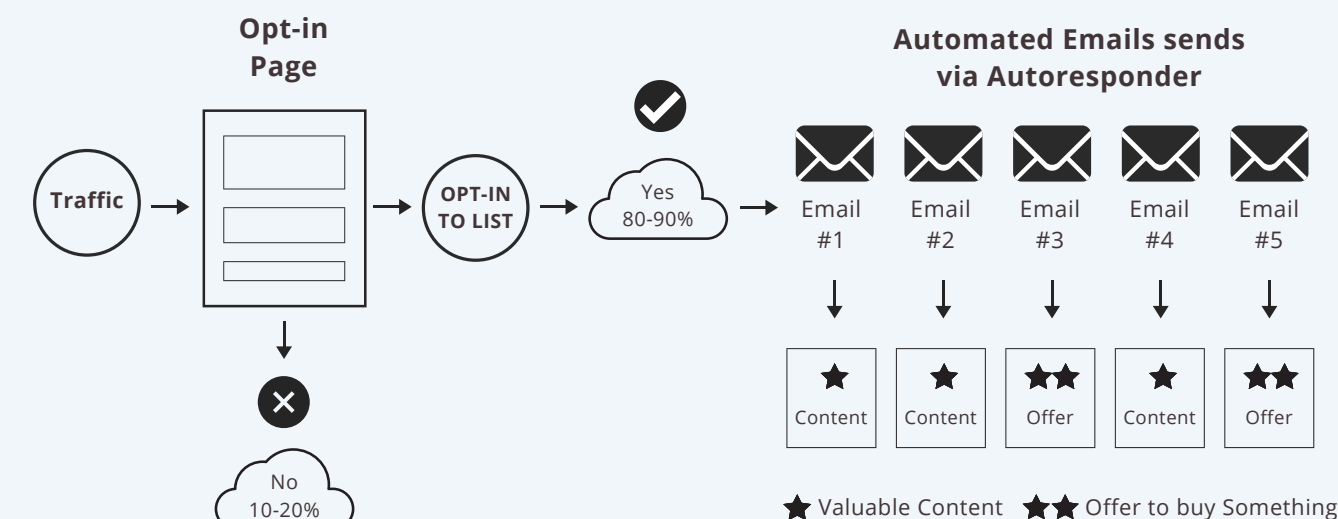 Opt-in
Page
Automated Emails sends
via Autoresponder
Traffic
OPT-IN
TO LIST
Yes
80-90%
Email
#1
Email
#2
Email
#3
Email
#4
Email
#5
Content
Content
Offer
Content
Offer
No
10-20%
Valuable Content
Offer to buy Something